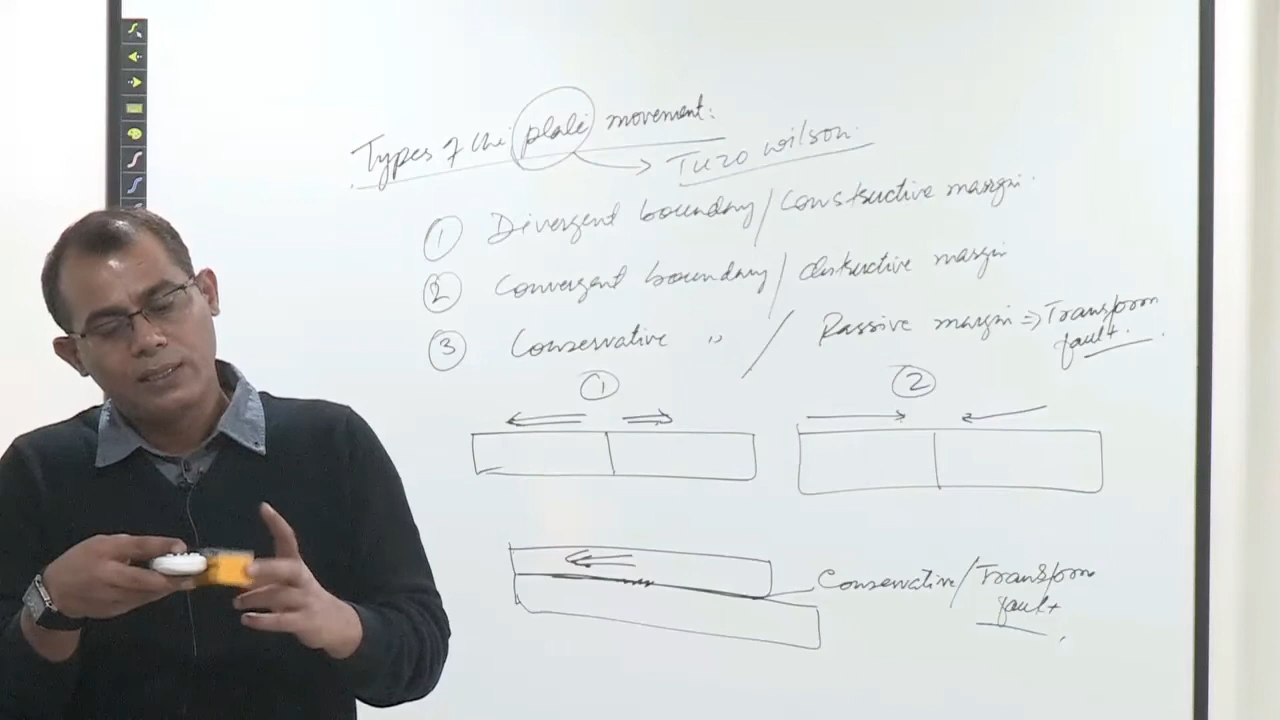 Types of the plate movement:
Tuzo wilson.
① Divergent boundary / Constructive margin.
② Convergent boundary / destructive margin
③ Conservative " / Passive margin ⇒ Transform
fault.
① ②
Conservative / Transform
fault